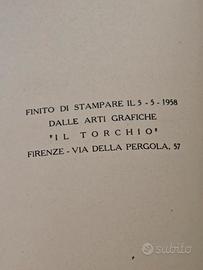 FINITO DI STAMPARE IL 5 - 5 - 1958
DALLE ARTI GRAFICHE
"IL TORCHIO"
FIRENZE - VIA DELLA PERGOLA, 57
subito